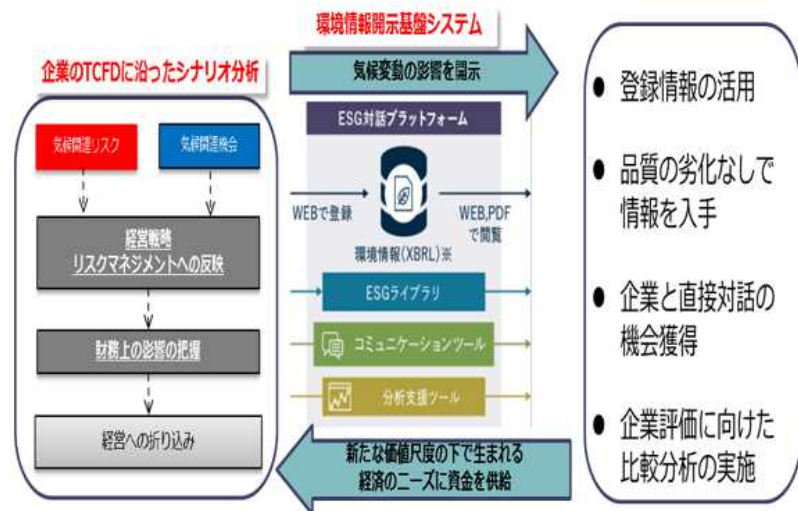 環境情報開示基盤システム
企業のTCFDに沿ったシナリオ分析
気候変動の影響を開示
気候関連リスク
気候関連機会
経営戦略
リスクマネジメントへの反映
財務上の影響の把握
経営への折り込み
ESG対話プラットフォーム
WEBで登録
WEB,PDF
で閲覧
環境情報(XBRL)※
ESGライブラリ
コミュニケーションツール
分析支援ツール
新たな価値尺度の下で生まれる
経済のニーズに資金を供給
● 登録情報の活用
● 品質の劣化なしで
情報を入手
● 企業と直接対話の
機会獲得
● 企業評価に向けた
比較分析の実施